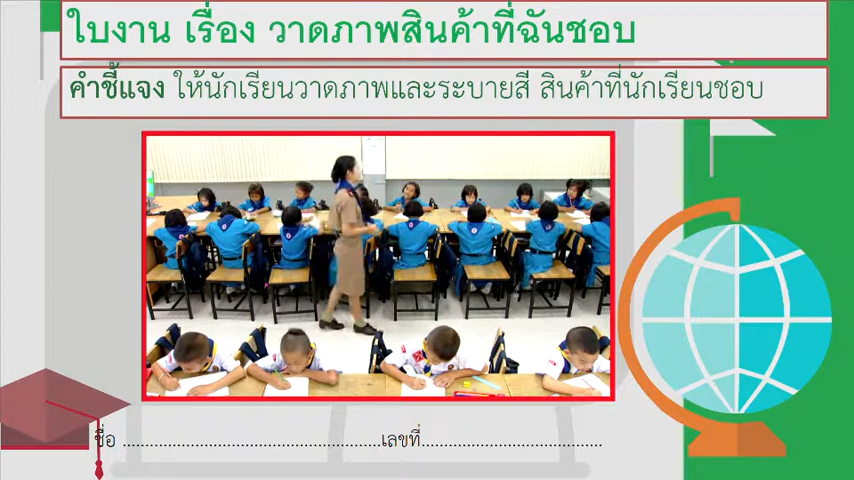 ใบงาน เรื่อง วาดภาพสินค้าที่ฉันชอบ
คำชี้แจง ให้นักเรียนวาดภาพและระบายสี สินค้าที่นักเรียนชอบ
ชื่อ ......................................................เลขที่......................................